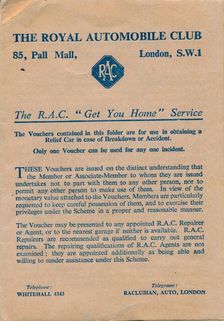 THE ROYAL AUTOMOBILE CLUB
85, Pall Mall, London, S.W.1
RAC
The R.A.C. "Get You Home" Service
The Vouchers contained in this folder are for use in obtaining a
Relief Car in case of Breakdown or Accident.
Only one Voucher can be used for any one incident.
THESE Vouchers are issued on the distinct understanding that
the Member or Associate-Member to whom they are issued
undertakes not to part with them to any other person, nor to
permit any other person to make use of them. In view of the
monetary value attached to the Vouchers, Members are particularly
requested to keep careful possession of them, and to exercise their
privileges under the Scheme in a proper and reasonable manner.
The Voucher may be presented to any appointed R.A.C. Repairer
or Agent, or to the nearest garage if neither is available. R.A.C.
Repairers are recommended as qualified to carry out general
repairs. The repairing qualifications of R.A.C. Agents are not
examined; they are appointed additionally as being able and
willing to render assistance under this Scheme.
Telephone: Telegrams:
WHITEHALL 4343 RACLUBIAN, AUTO, LONDON